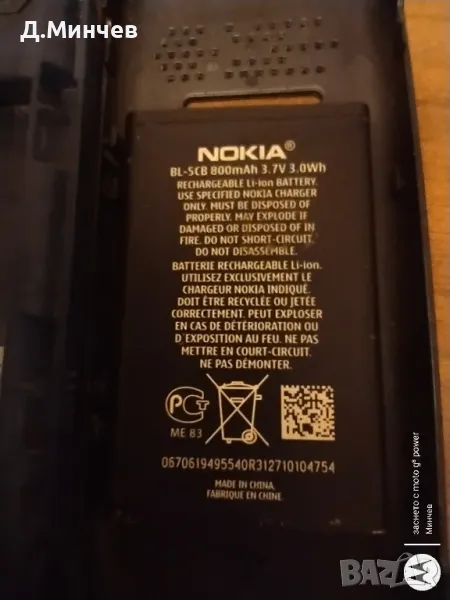 Д.Минчев
NOKIA®
BL-5CB 800mAh 3.7V 3.0Wh
RECHARGEABLE Li-ion BATTERY.
USE SPECIFIED NOKIA CHARGER
ONLY. MUST BE DISPOSED OF
PROPERLY. MAY EXPLODE IF
DAMAGED OR DISPOSED OF IN
FIRE. DO NOT SHORT-CIRCUIT.
DO NOT DISASSEMBLE.
BATTERIE RECHARGEABLE Li-ion.
UTILISEZ EXCLUSIVEMENT LE
CHARGEUR NOKIA INDIQUÉ.
DOIT ÊTRE RECYCLÉE OU JETÉE
CORRECTEMENT. PEUT EXPLOSER
EN CAS DE DÉTÉRIORATION OU
D'EXPOSITION AU FEU. NE PAS
METTRE EN COURT-CIRCUIT.
NE PAS DÉMONTER.
ME 83
0670619495540R312710104754
MADE IN CHINA.
FABRIQUÉ EN CHINE.
заснето с moto g⁶ power
Минчев
BAZ